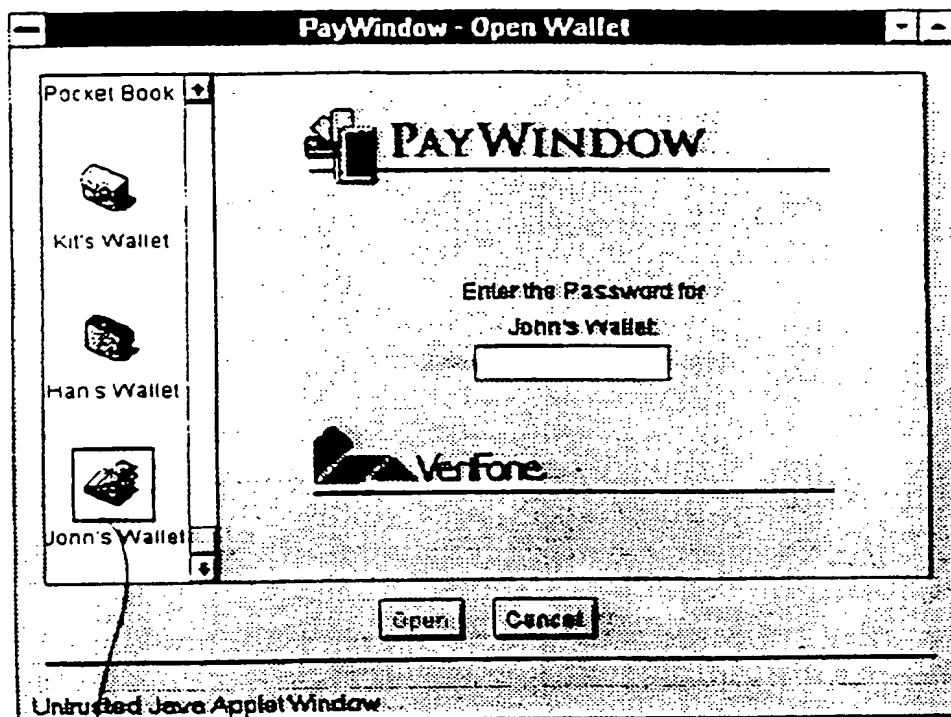 PayWindow - Open Wallet
Pocket Book
Kit's Wallet
Han's Wallet
John's Wallet
PAYWINDOW
Enter the Password for
John's Wallet:
VeriFone
Open
Cancel
Untrusted Java Applet Window